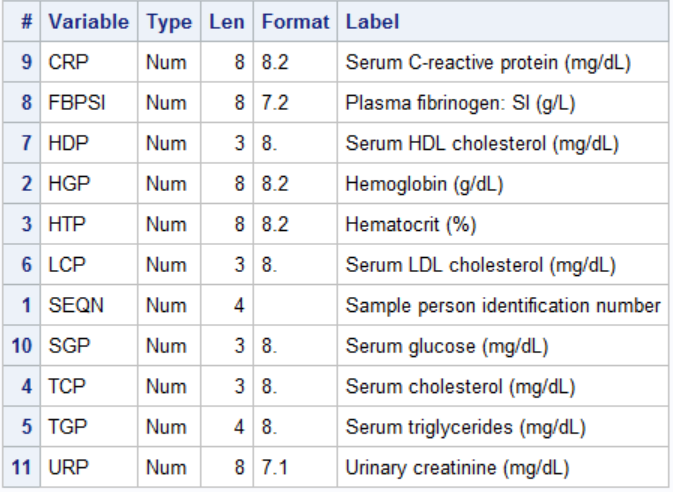 # Variable Type Len Format Label
9 CRP Num 8 8.2 Serum C-reactive protein (mg/dL)
8 FBPSI Num 8 7.2 Plasma fibrinogen: SI (g/L)
7 HDP Num 3 8. Serum HDL cholesterol (mg/dL)
2 HGP Num 8 8.2 Hemoglobin (g/dL)
3 HTP Num 8 8.2 Hematocrit (%)
6 LCP Num 3 8. Serum LDL cholesterol (mg/dL)
1 SEQN Num 4 Sample person identification number
10 SGP Num 3 8. Serum glucose (mg/dL)
4 TCP Num 3 8. Serum cholesterol (mg/dL)
5 TGP Num 4 8. Serum triglycerides (mg/dL)
11 URP Num 8 7.1 Urinary creatinine (mg/dL)